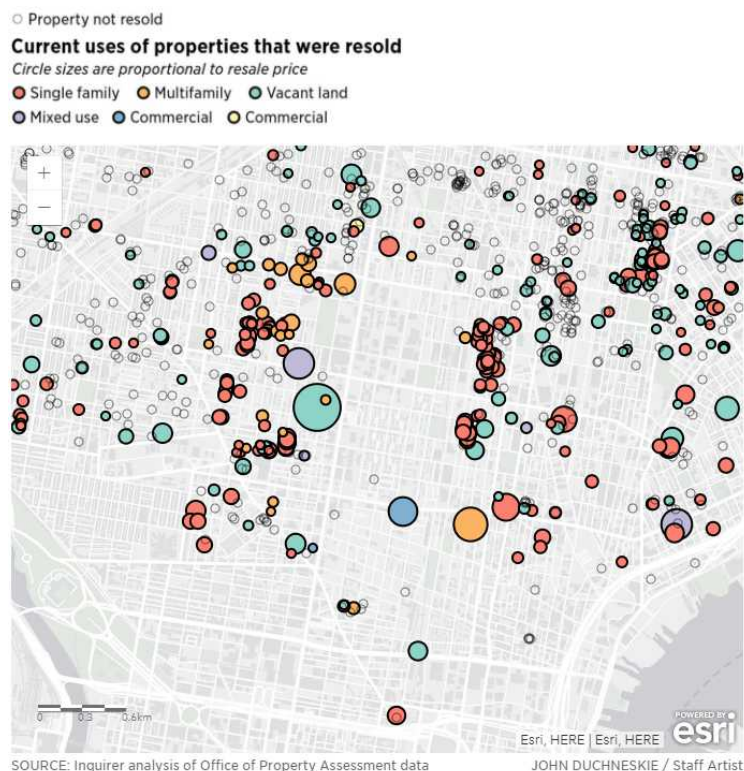 Property not resold
Current uses of properties that were resold
Circle sizes are proportional to resale price
Single family Multifamily Vacant land
Mixed use Commercial Commercial
+
−
0 0.3 0.6km
POWERED BY
esri
Esri, HERE | Esri, HERE
SOURCE: Inquirer analysis of Office of Property Assessment data JOHN DUCHNESKIE / Staff Artist